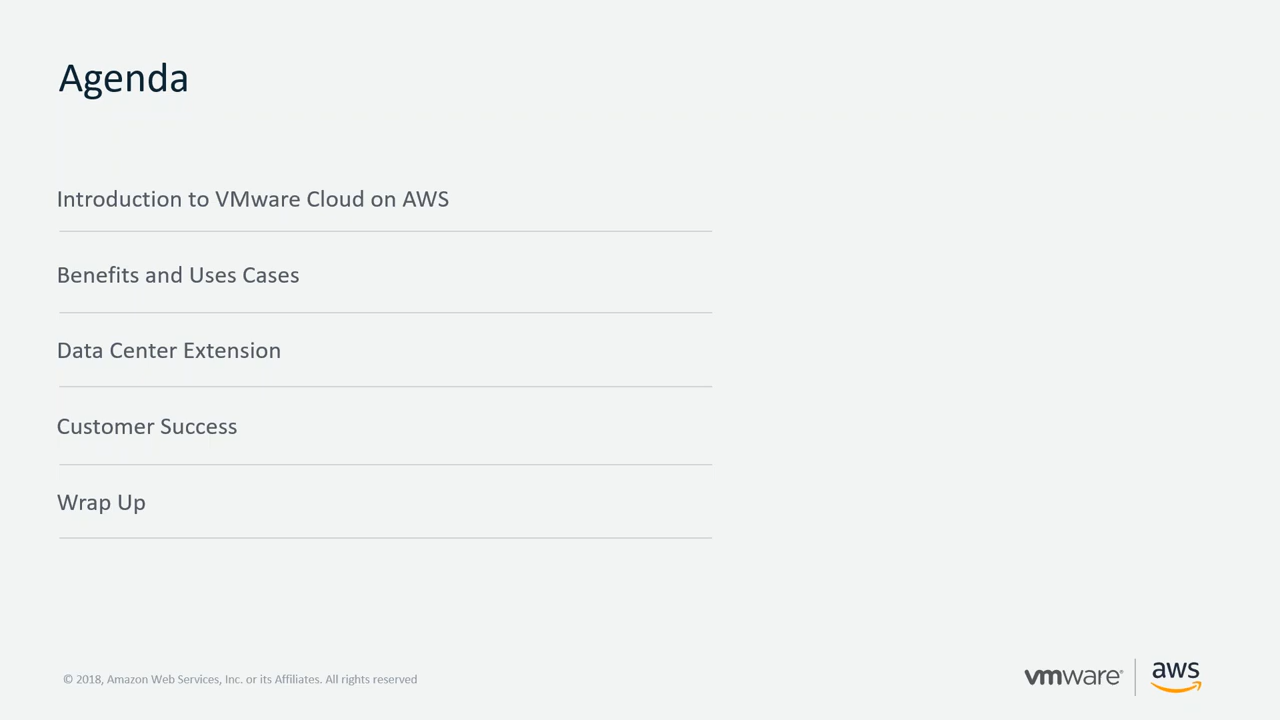 Agenda
Introduction to VMware Cloud on AWS
Benefits and Uses Cases
Data Center Extension
Customer Success
Wrap Up
© 2018, Amazon Web Services, Inc. or its Affiliates. All rights reserved
vmware® aws